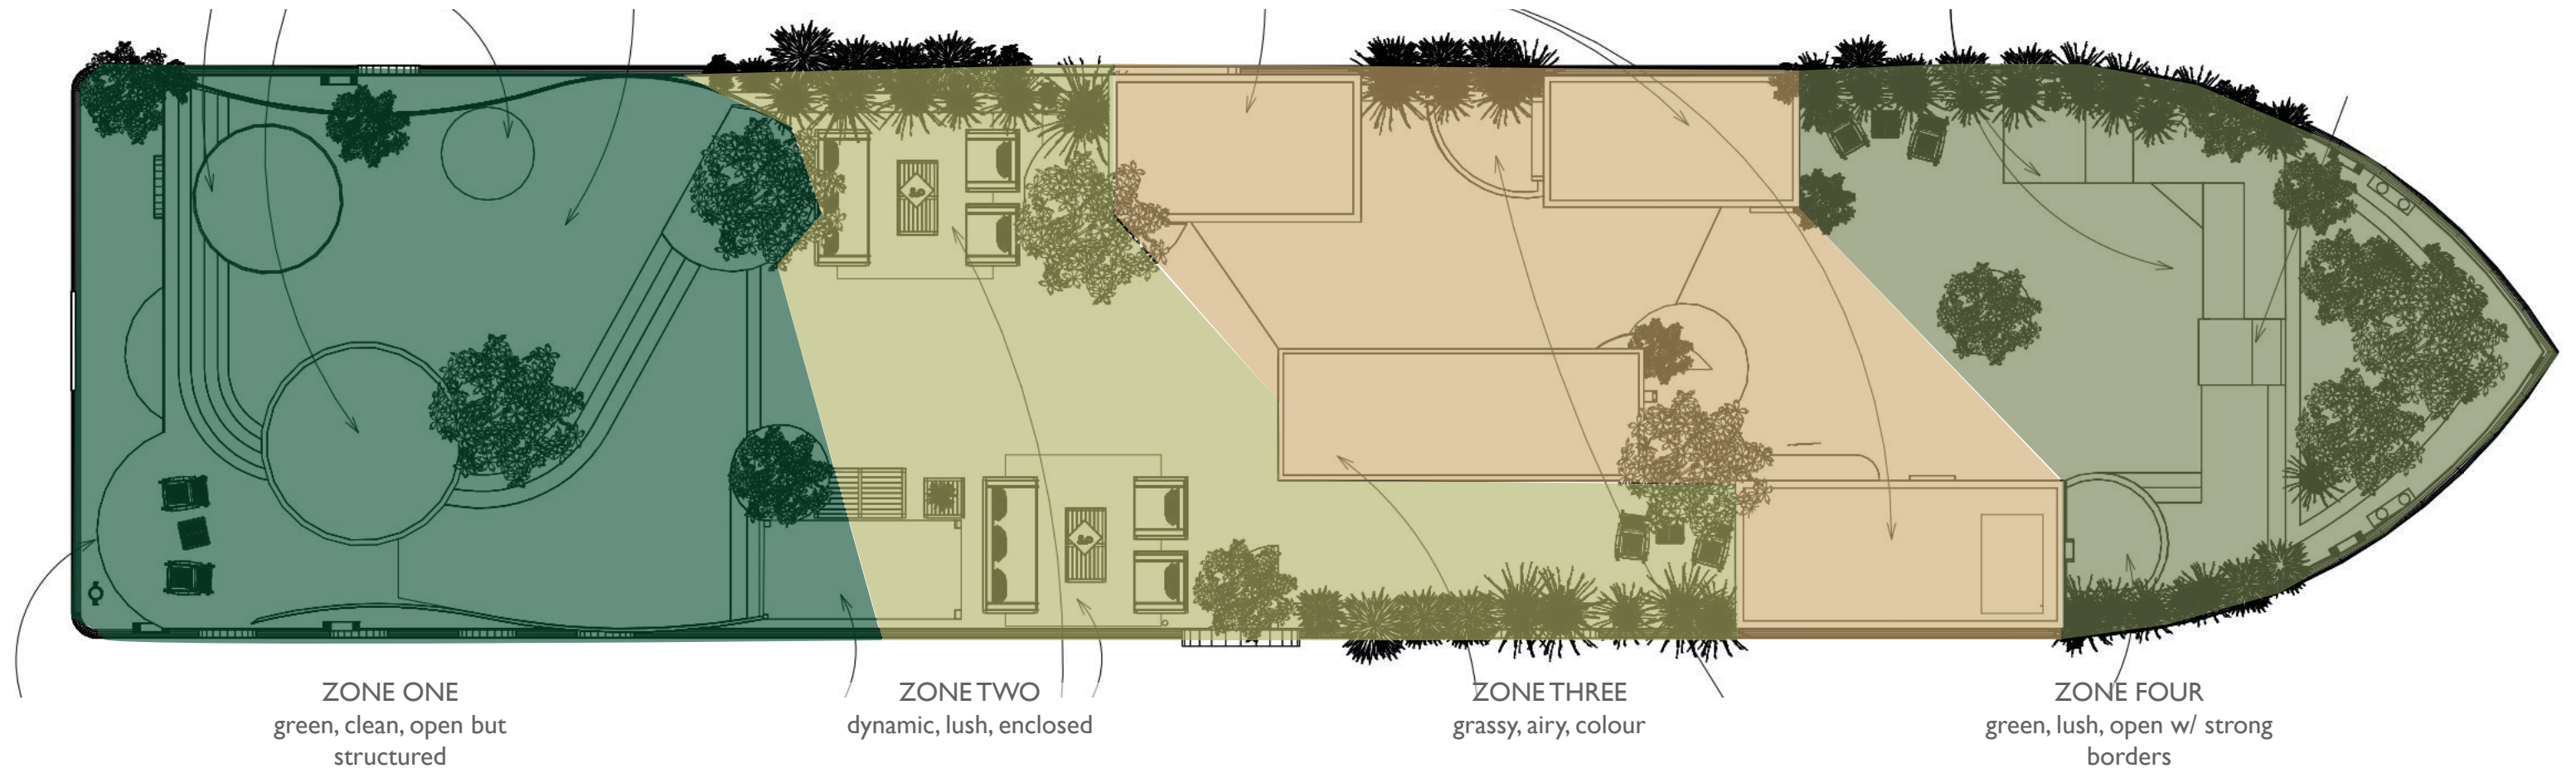 ZONE ONE
green, clean, open but
structured
ZONE TWO
dynamic, lush, enclosed
ZONE THREE
grassy, airy, colour
ZONE FOUR
green, lush, open w/ strong
borders